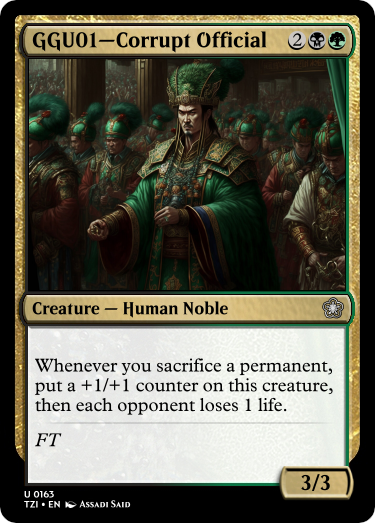 GGU01—Corrupt Official 2
Creature — Human Noble
Whenever you sacrifice a permanent,
put a +1/+1 counter on this creature,
then each opponent loses 1 life.
FT
3/3
U 0163
TZI • EN Assadi Said